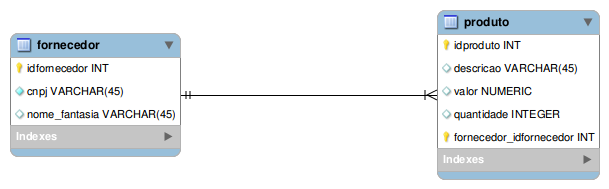 fornecedor
idfornecedor INT
cnpj VARCHAR(45)
nome_fantasia VARCHAR(45)
Indexes
produto
idproduto INT
descricao VARCHAR(45)
valor NUMERIC
quantidade INTEGER
fornecedor_idfornecedor INT
Indexes